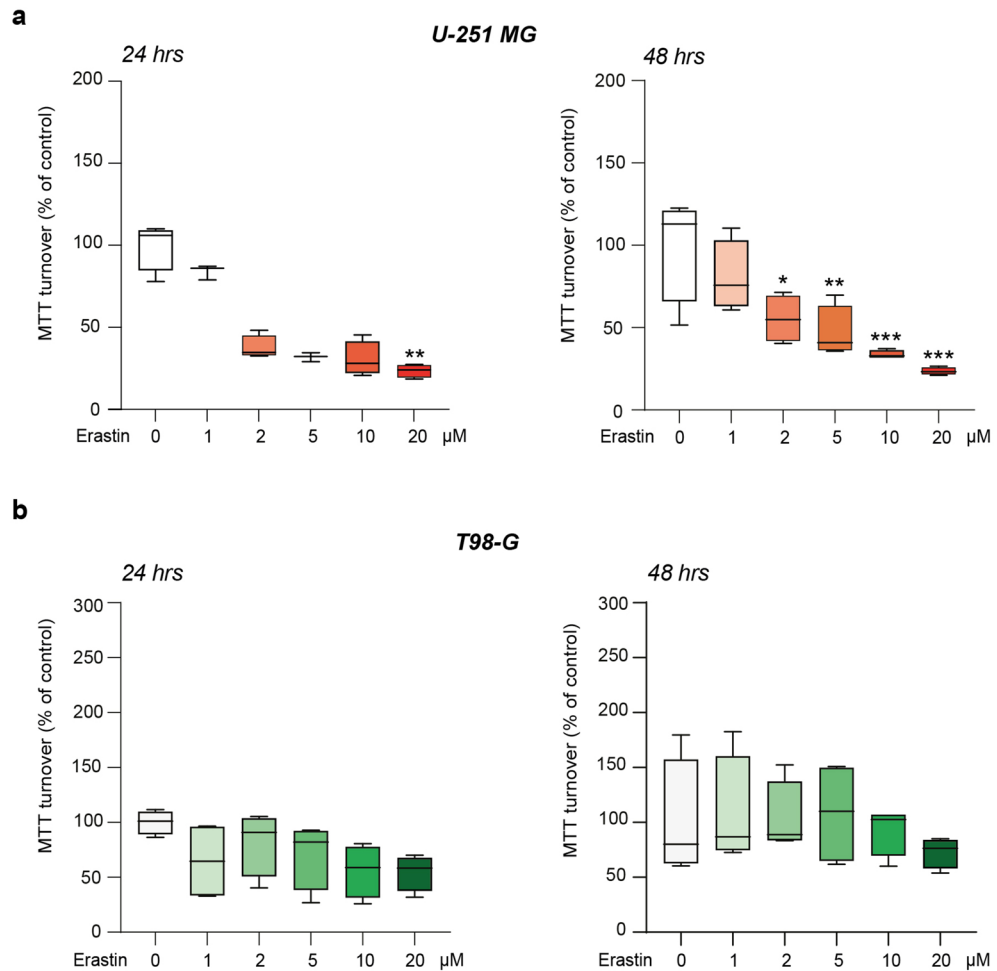 a
U-251 MG
24 hrs
48 hrs
MTT turnover (% of control)
200
150
100
50
0
**
Erastin 0 1 2 5 10 20 µM
MTT turnover (% of control)
200
150
100
50
0
* ** *** ***
Erastin 0 1 2 5 10 20 µM
b
T98-G
24 hrs
48 hrs
MTT turnover (% of control)
300
250
200
150
100
50
0
Erastin 0 1 2 5 10 20 µM
MTT turnover (% of control)
300
250
200
150
100
50
0
Erastin 0 1 2 5 10 20 µM